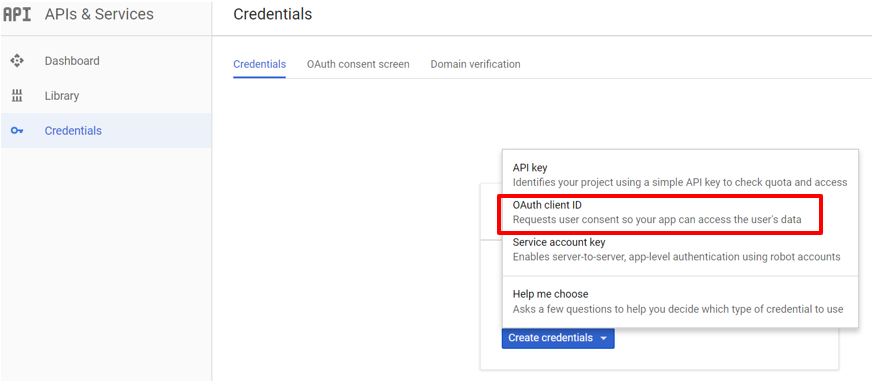 API APIs & Services
Credentials
Dashboard
Library
Credentials
Credentials OAuth consent screen Domain verification
API key
Identifies your project using a simple API key to check quota and access
OAuth client ID
Requests user consent so your app can access the user's data
Service account key
Enables server-to-server, app-level authentication using robot accounts
Help me choose
Asks a few questions to help you decide which type of credential to use
Create credentials